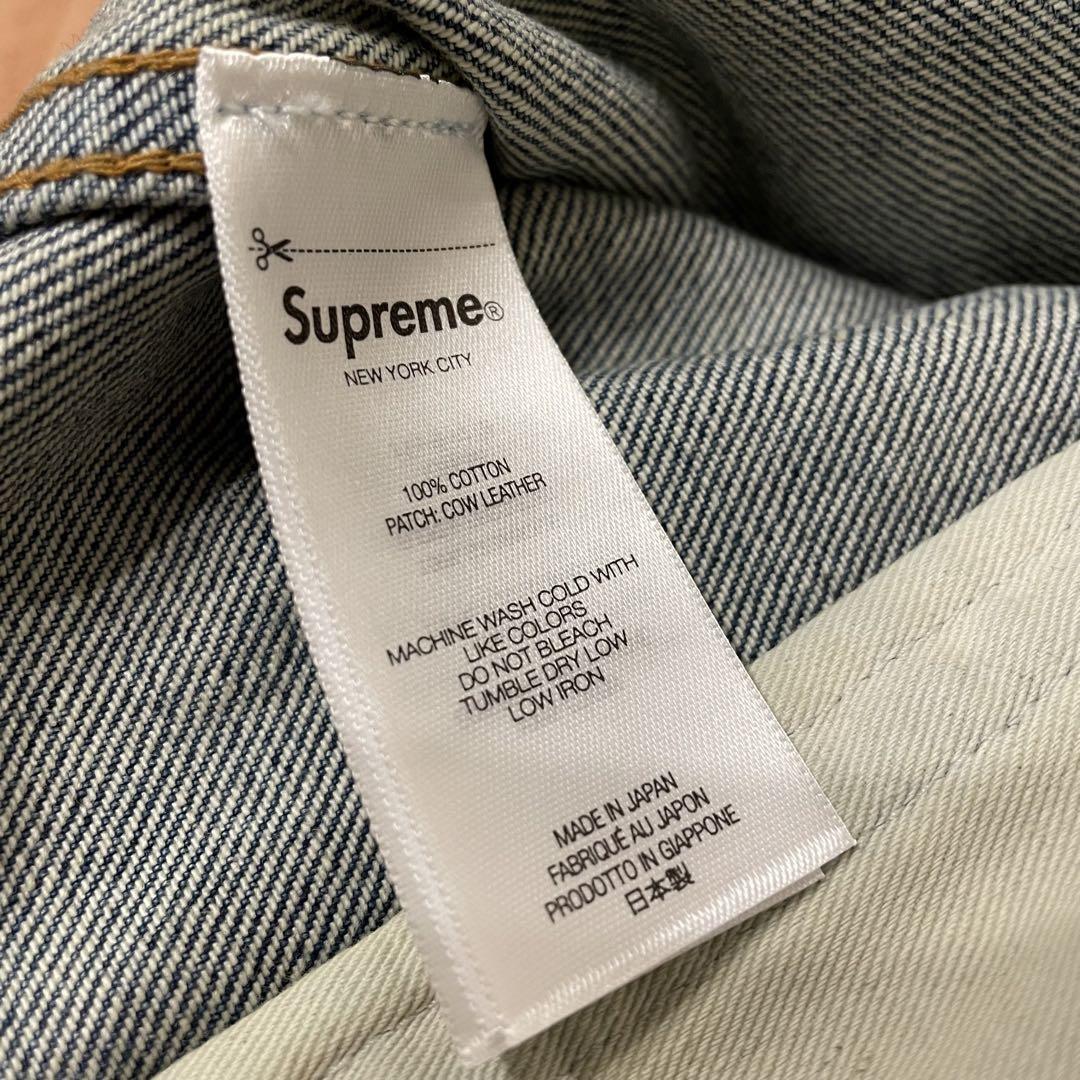 Supreme®
NEW YORK CITY
100% COTTON
PATCH: COW LEATHER
MACHINE WASH COLD WITH
LIKE COLORS
DO NOT BLEACH
TUMBLE DRY LOW
LOW IRON
MADE IN JAPAN
FABRIQUÉ AU JAPON
PRODOTTO IN GIAPPONE
日本製